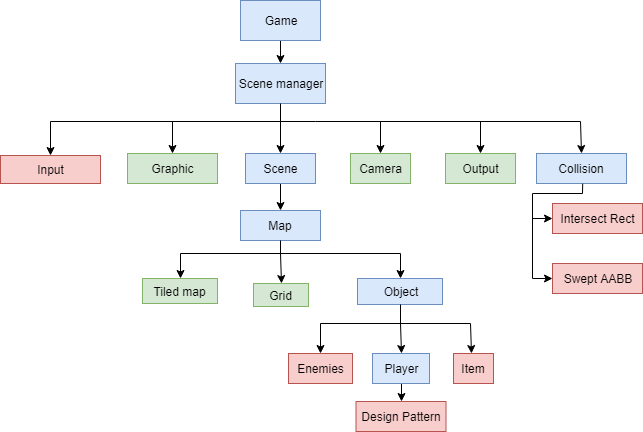 Game
Scene manager
Input
Graphic
Scene
Camera
Output
Collision
Intersect Rect
Map
Swept AABB
Tiled map
Grid
Object
Enemies
Player
Item
Design Pattern